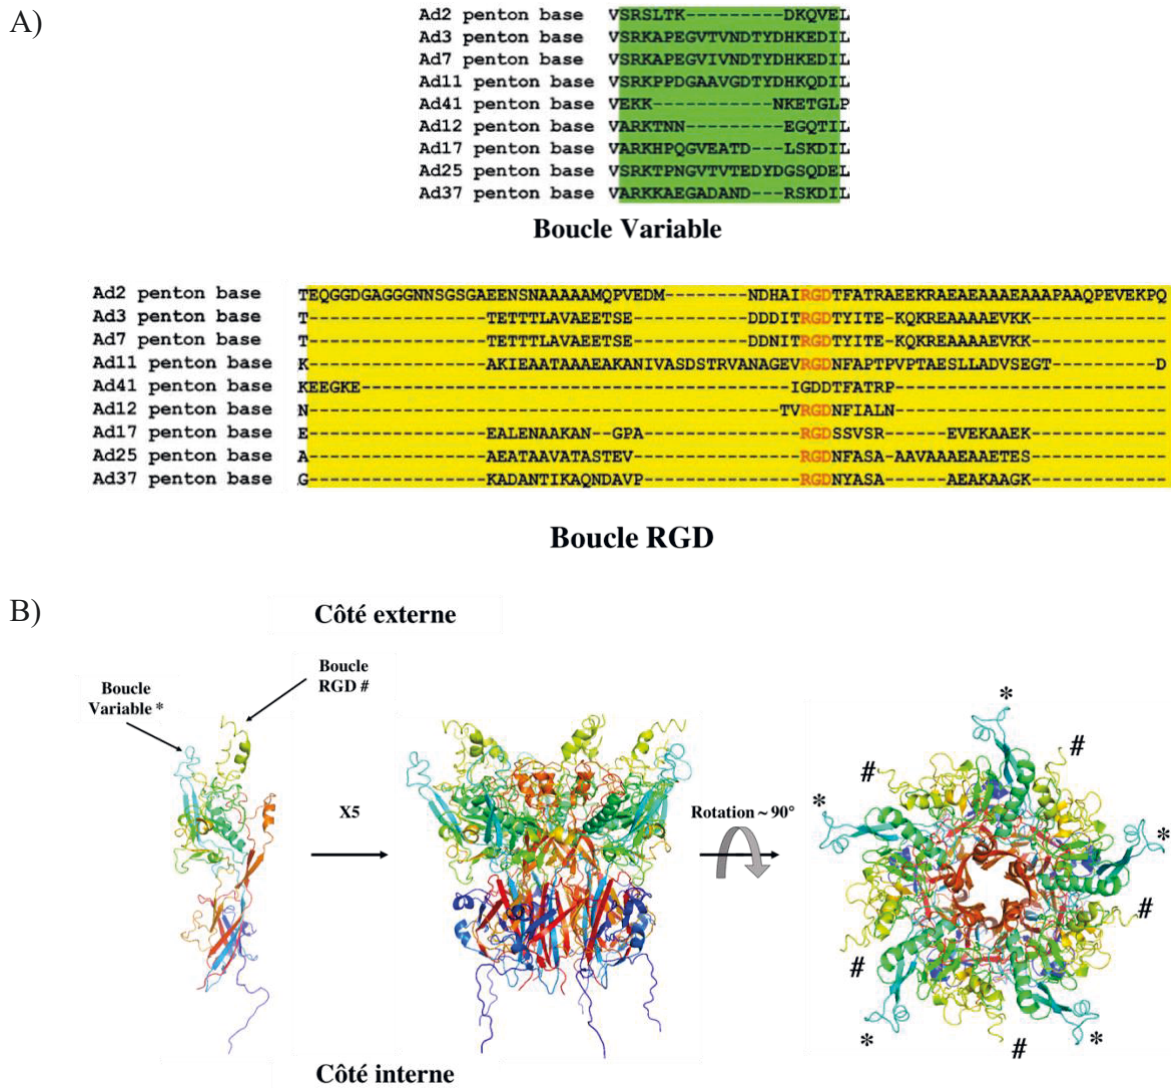 A)
Ad2 penton base VSRSLTK---------DKQVEL
Ad3 penton base VSRKAPEGVTVNDTYDHKEDIL
Ad7 penton base VSRKAPEGVIVNDTYDHKEDIL
Ad11 penton base VSRKPPDGAAVGDTYDHKQDIL
Ad41 penton base VEKK-----------NKETGLP
Ad12 penton base VARKTNN---------EGQTIL
Ad17 penton base VARKHPQGVEATD---LSKDIL
Ad25 penton base VSRKTPNGVTVTEDYDGSQDEL
Ad37 penton base VARKKAEGADAND---RSKDIL
Boucle Variable
Ad2 penton base TEQGGDGAGGGNNSGSGAEENSNAAAAAMQPVEDM--------NDHAIRGDTFATRAEEKRAEAEAAAEAAAPAAQPEVEKPQ
Ad3 penton base T-----------------TETTTLAVAEETSE-----------DDDITRGDTYITE-KQKREAAAAEVKK-------------
Ad7 penton base T-----------------TETTTLAVAEETSE-----------DDNITRGDTYITE-KQKREAAAAEVKK-------------
Ad11 penton base K-----------------AKIEAATAAAEAKANIVASDSTRVANAGEVRGDNFAPTPVPTAESLLADVSEGT----------D
Ad41 penton base KEEGKE-----------------------------------------IGDDTFATRP--------------------------
Ad12 penton base N---------------------------------------------TVRGDNFIALN--------------------------
Ad17 penton base E-----------------EALENAAKAN--GPA---------------RGDSSVSR------EVEKAAEK-------------
Ad25 penton base A-----------------AEATAAVATASTEV----------------RGDNFASA-AAVAAAEAAETES-------------
Ad37 penton base G-----------------KADANTIKAQNDAVP---------------RGDNYASA------AEAKAAGK-------------
Boucle RGD
B)
Côté externe
Boucle
Variable *
Boucle
RGD #
X5
Rotation ~ 90°
*
#
#
*
*
#
#
*
#
*
Côté interne